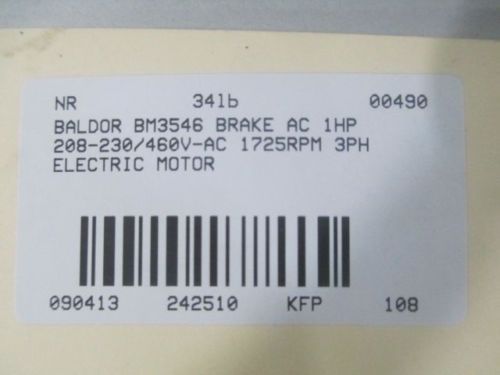 NR 34lb 00490
BALDOR BM3546 BRAKE AC 1HP
208-230/460V-AC 1725RPM 3PH
ELECTRIC MOTOR
090413 242510 KFP 108